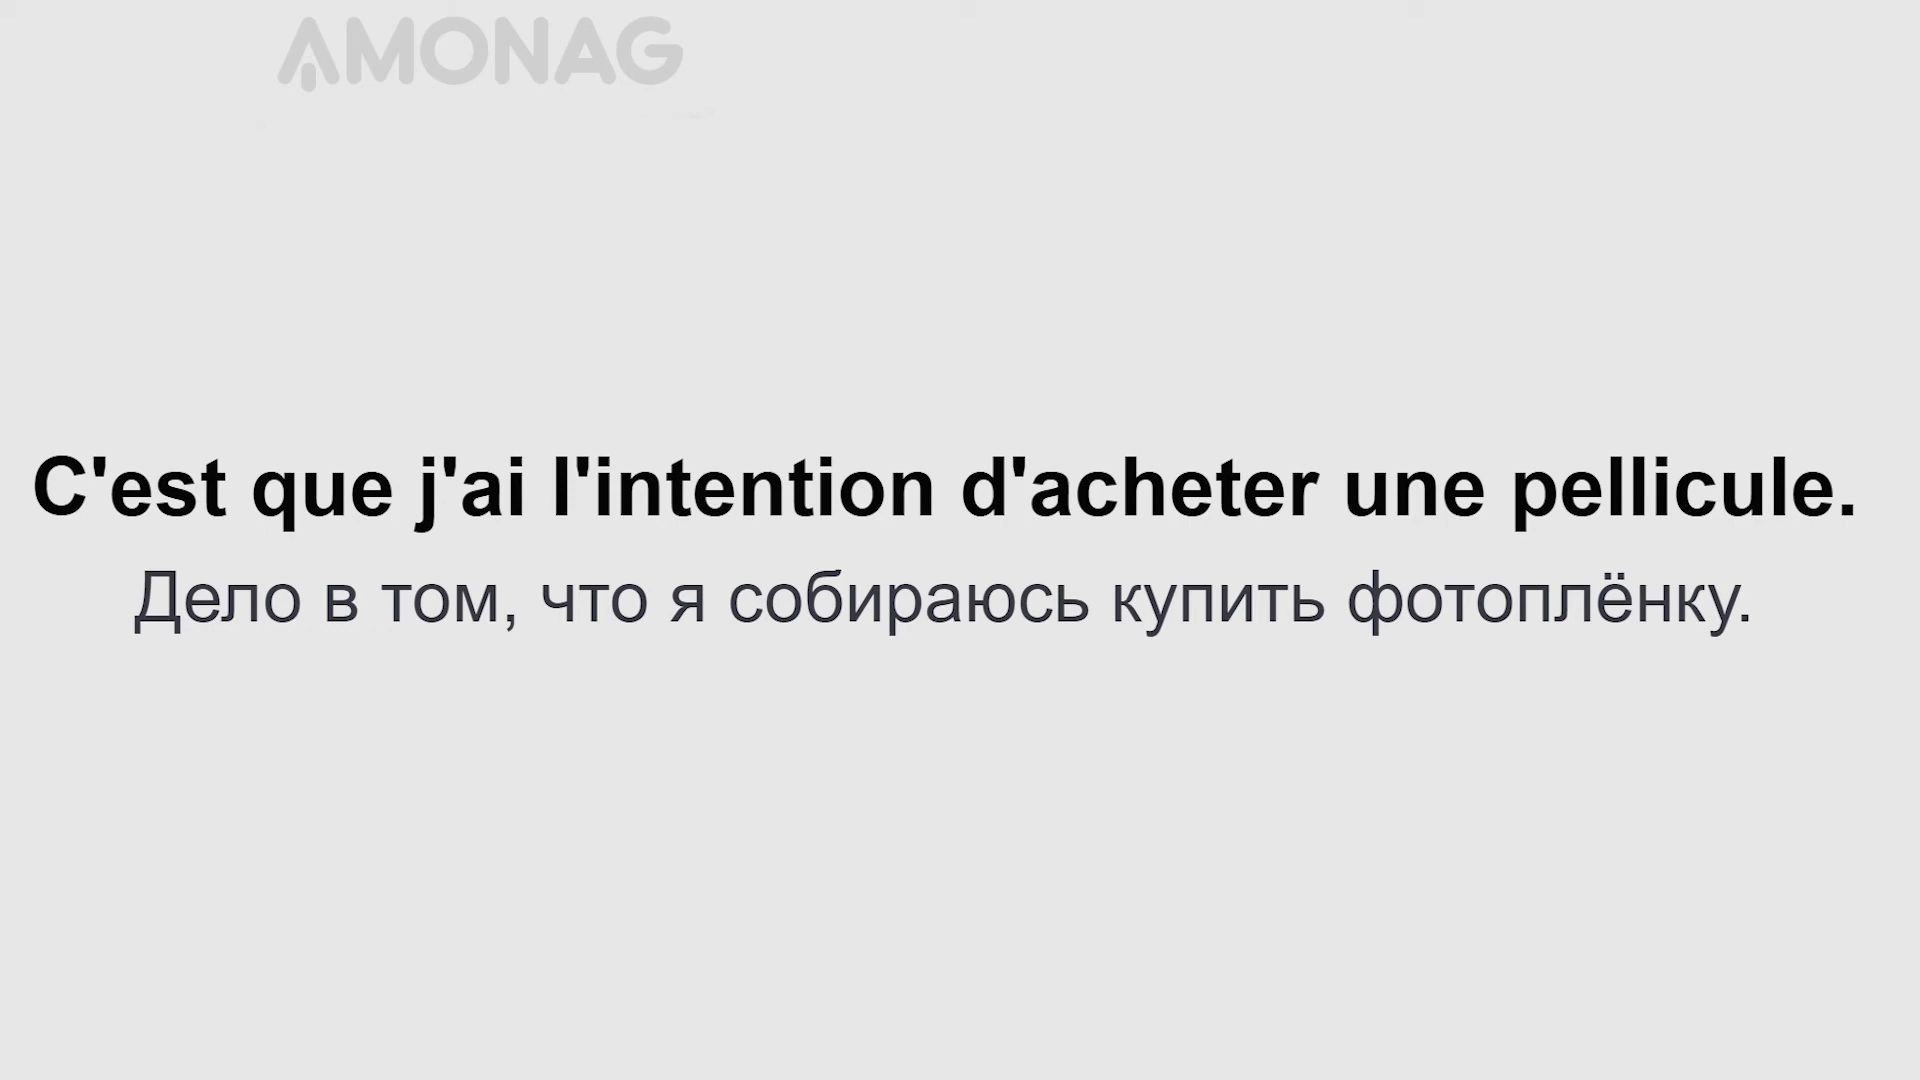 AMONAG
C'est que j'ai l'intention d'acheter une pellicule.
Дело в том, что я собираюсь купить фотоплёнку.